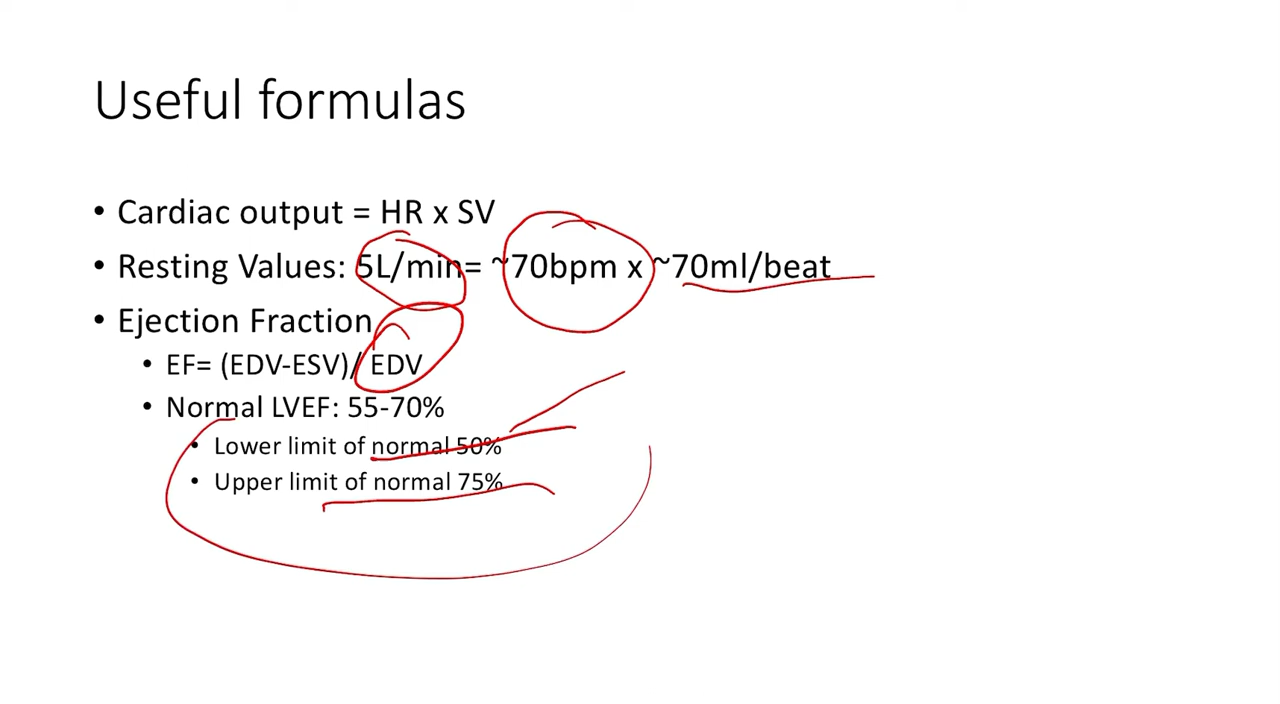 Useful formulas
• Cardiac output = HR x SV
• Resting Values: 5L/min= ~70bpm x ~70ml/beat
• Ejection Fraction
• EF= (EDV-ESV)/ EDV
• Normal LVEF: 55-70%
• Lower limit of normal 50%
• Upper limit of normal 75%